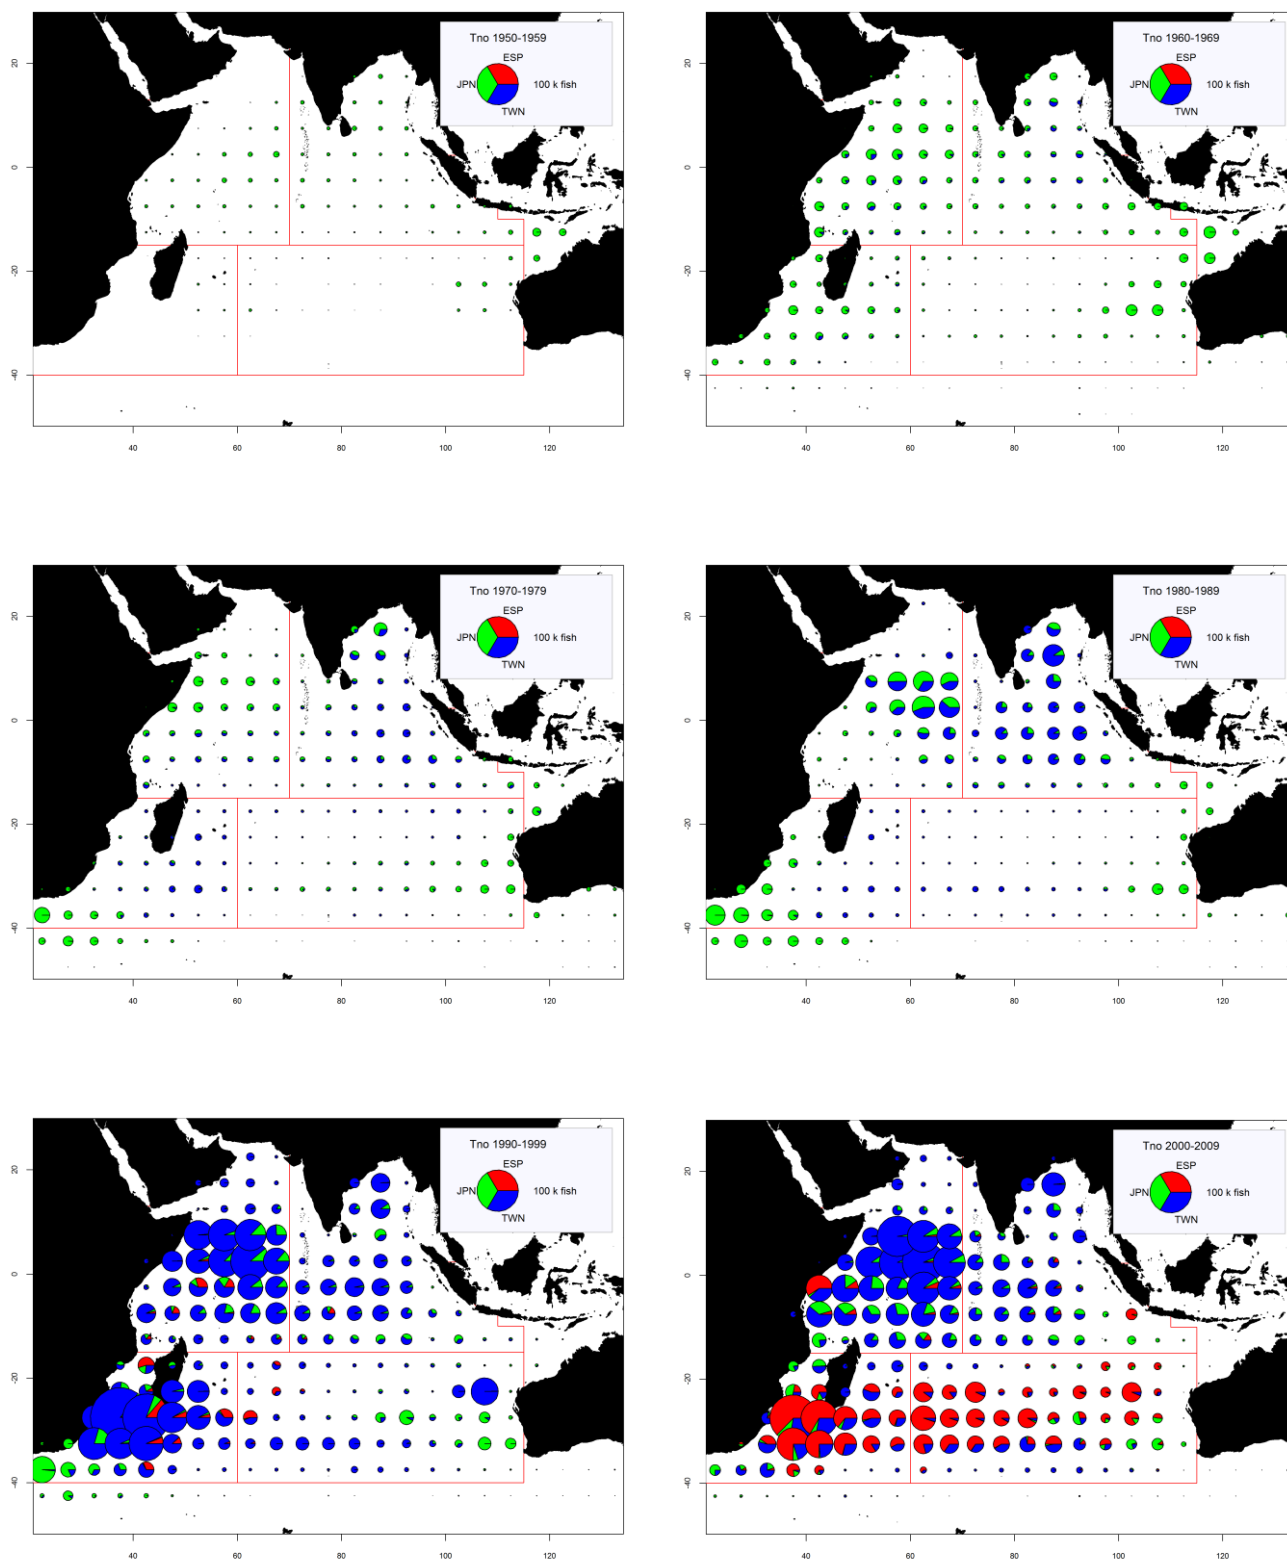 Tno 1950-1959
ESP
JPN 100 k fish
TWN
20
0
-20
-40
40 60 80 100 120
Tno 1960-1969
ESP
JPN 100 k fish
TWN
20
0
-20
-40
40 60 80 100 120
Tno 1970-1979
ESP
JPN 100 k fish
TWN
20
0
-20
-40
40 60 80 100 120
Tno 1980-1989
ESP
JPN 100 k fish
TWN
20
0
-20
-40
40 60 80 100 120
Tno 1990-1999
ESP
JPN 100 k fish
TWN
20
0
-20
-40
40 60 80 100 120
Tno 2000-2009
ESP
JPN 100 k fish
TWN
20
0
-20
-40
40 60 80 100 120